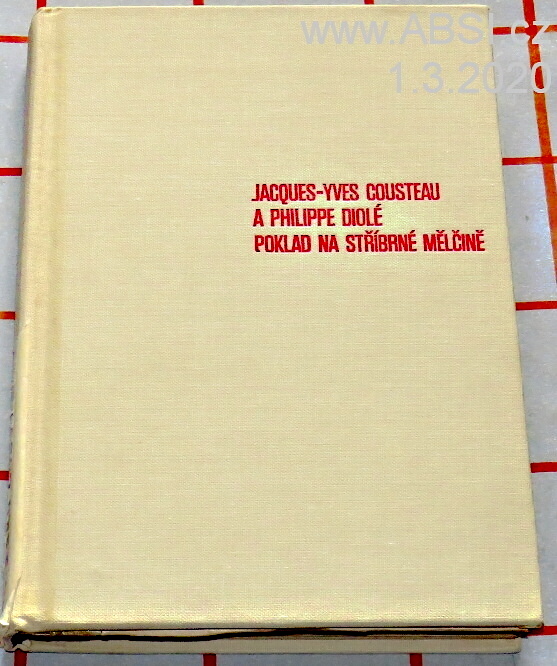 www.ABSI.cz
1.3.2020
JACQUES-YVES COUSTEAU
A PHILIPPE DIOLÉ
POKLAD NA STŘÍBRNÉ MĚLČINĚ